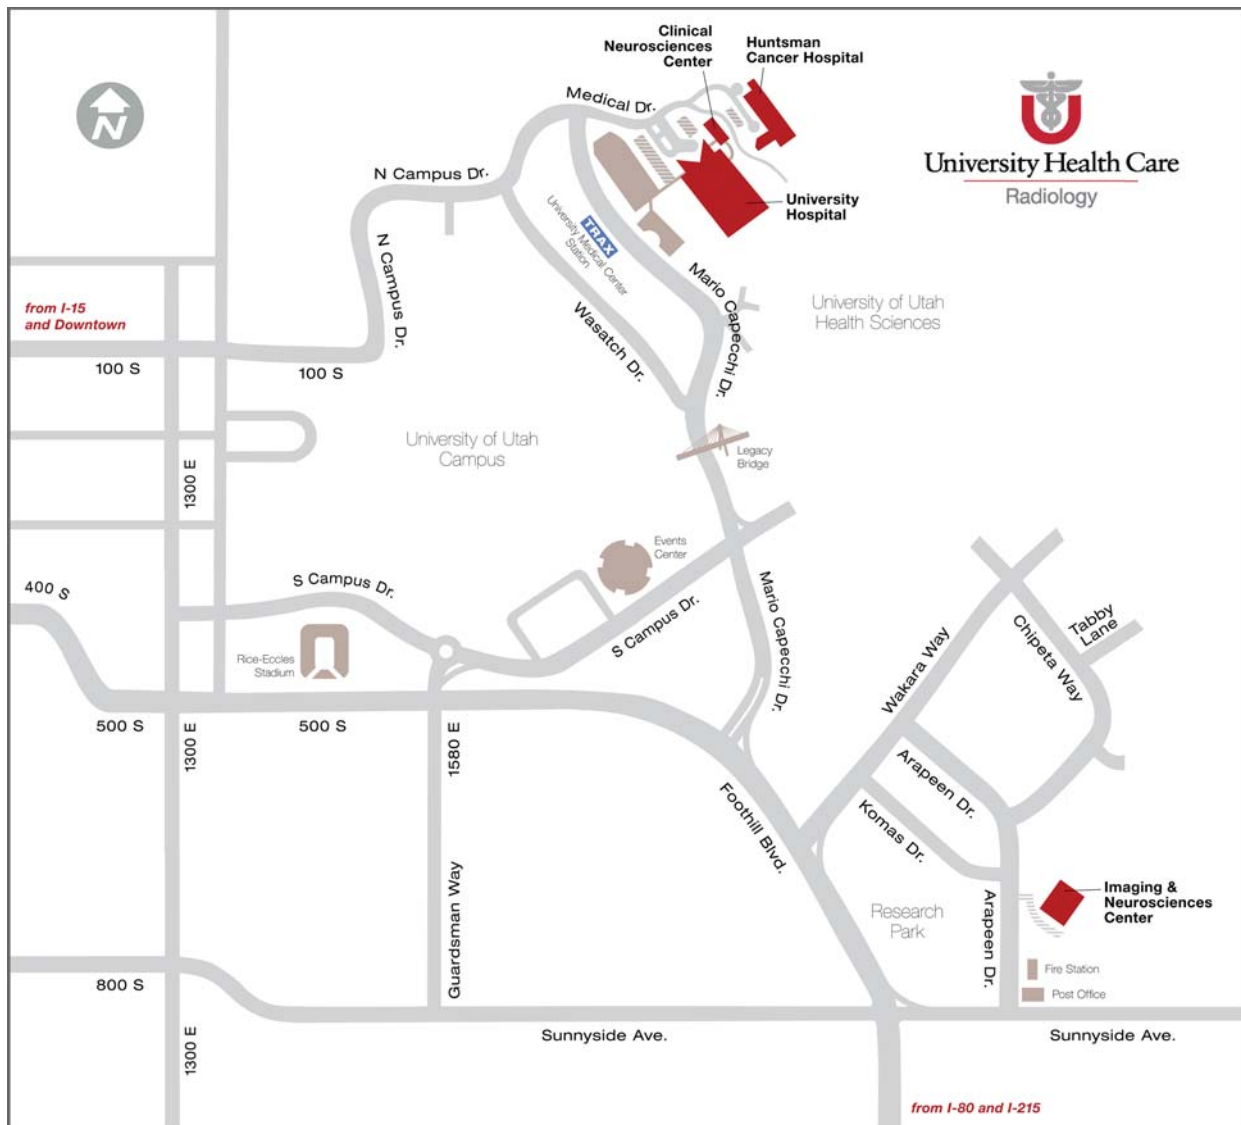 Clinical
Neurosciences
Center
Huntsman
Cancer Hospital
N
Medical Dr.
University Health Care
Radiology
N Campus Dr.
University
Hospital
TRAX
University Medical Center
Station
N Campus Dr.
Mario Capecchi Dr.
University of Utah
Health Sciences
from I-15
and Downtown
Wasatch Dr.
100 S
100 S
University of Utah
Campus
Legacy
Bridge
1300 E
Events
Center
400 S
S Campus Dr.
S Campus Dr.
Mario Capecchi Dr.
Tabby
Lane
Chipeta Way
Wakara Way
Rice-Eccles
Stadium
500 S
500 S
1300 E
1580 E
Arapeen Dr.
Foothill Blvd.
Komas Dr.
Guardsman Way
Research
Park
Arapeen Dr.
Imaging &
Neurosciences
Center
Fire Station
Post Office
800 S
1300 E
Sunnyside Ave.
Sunnyside Ave.
from I-80 and I-215